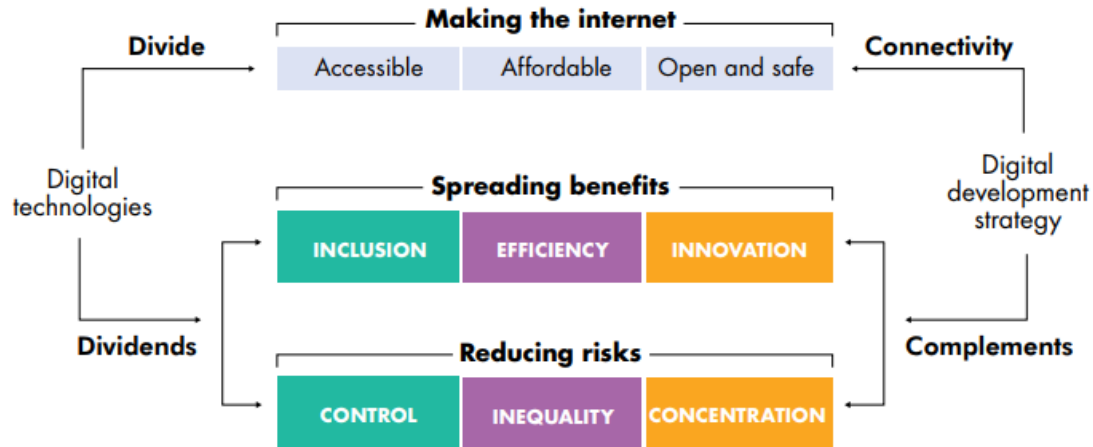 Making the internet
Divide
Connectivity
Accessible
Affordable
Open and safe
Digital
technologies
Digital
development
strategy
Spreading benefits
INCLUSION
EFFICIENCY
INNOVATION
Dividends
Complements
Reducing risks
CONTROL
INEQUALITY
CONCENTRATION